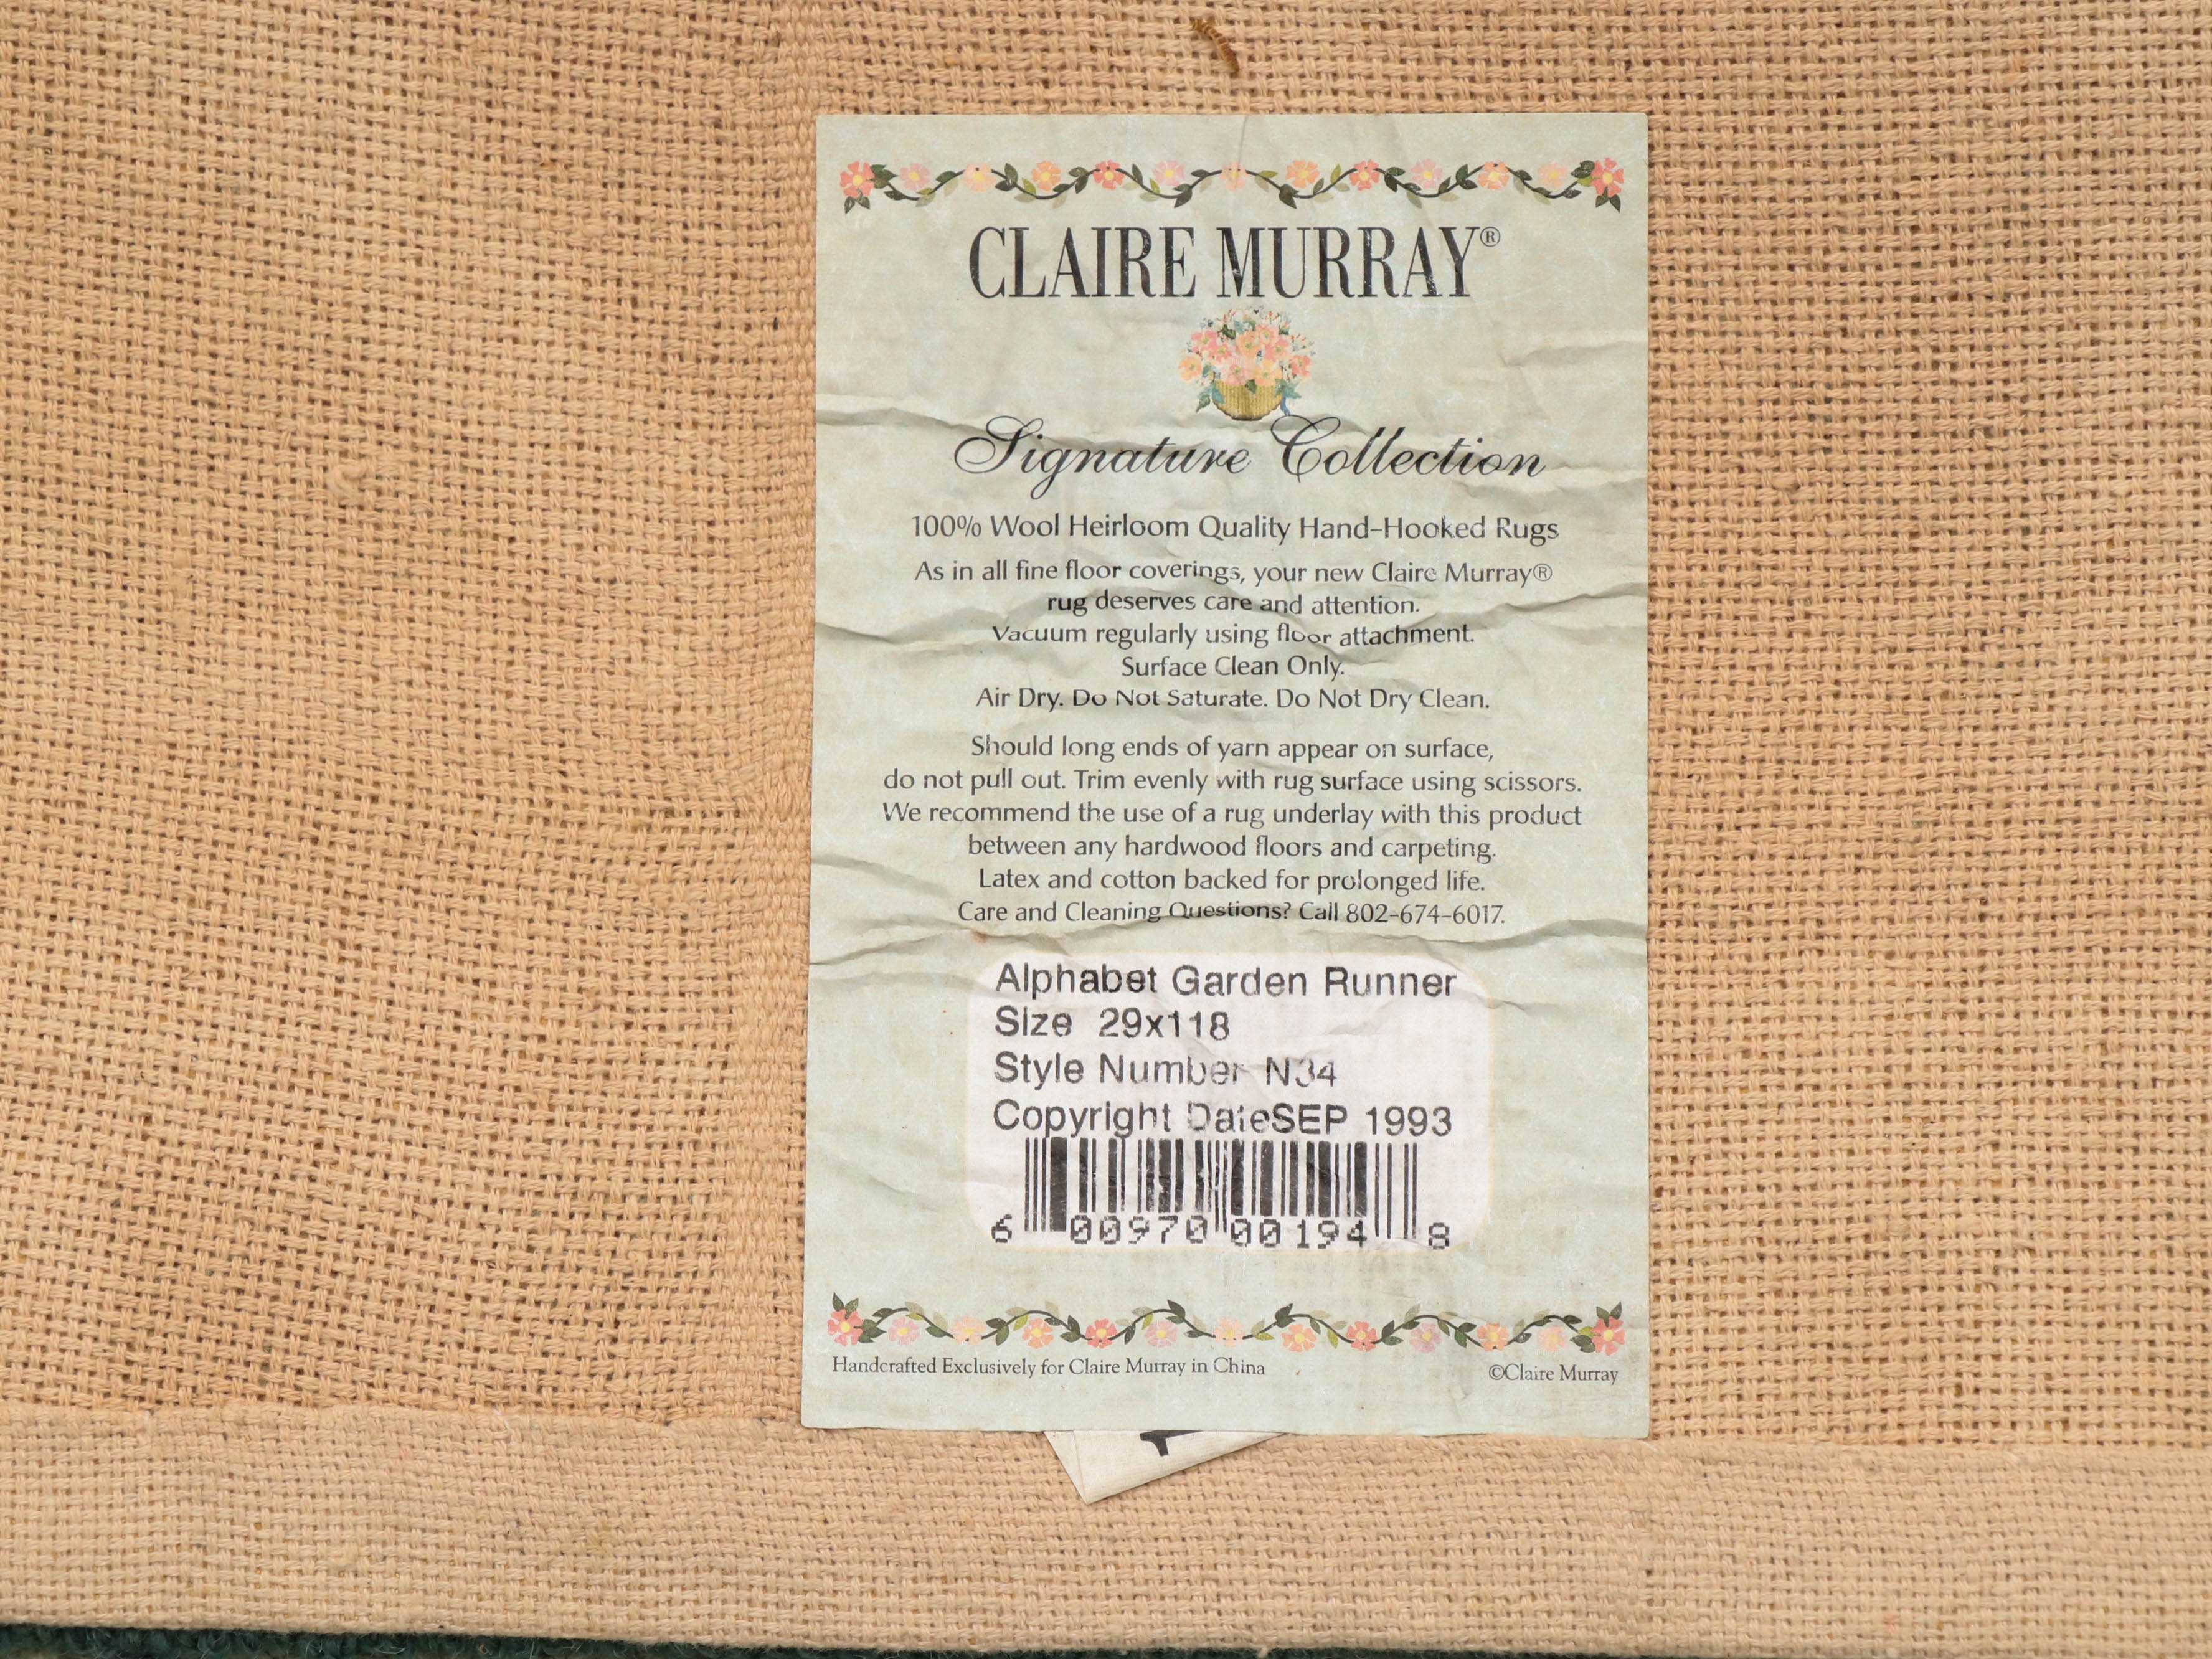 CLAIRE MURRAY®
Signature Collection
100% Wool Heirloom Quality Hand-Hooked Rugs
As in all fine floor coverings, your new Claire Murray®
rug deserves care and attention.
Vacuum regularly using floor attachment.
Surface Clean Only.
Air Dry. Do Not Saturate. Do Not Dry Clean.
Should long ends of yarn appear on surface,
do not pull out. Trim evenly with rug surface using scissors.
We recommend the use of a rug underlay with this product
between any hardwood floors and carpeting.
Latex and cotton backed for prolonged life.
Care and Cleaning Questions? Call 802-674-6017.
Alphabet Garden Runner
Size 29x118
Style Number N34
Copyright DateSEP 1993
6 00970 00194 8
Handcrafted Exclusively for Claire Murray in China
©Claire Murray